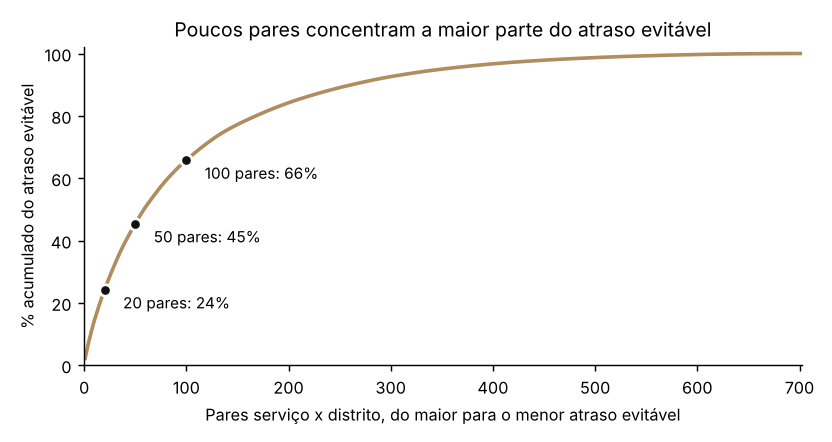 Poucos pares concentram a maior parte do atraso evitável
% acumulado do atraso evitável
100
80
60
40
20
0
100 pares: 66%
50 pares: 45%
20 pares: 24%
0 100 200 300 400 500 600 700
Pares serviço x distrito, do maior para o menor atraso evitável